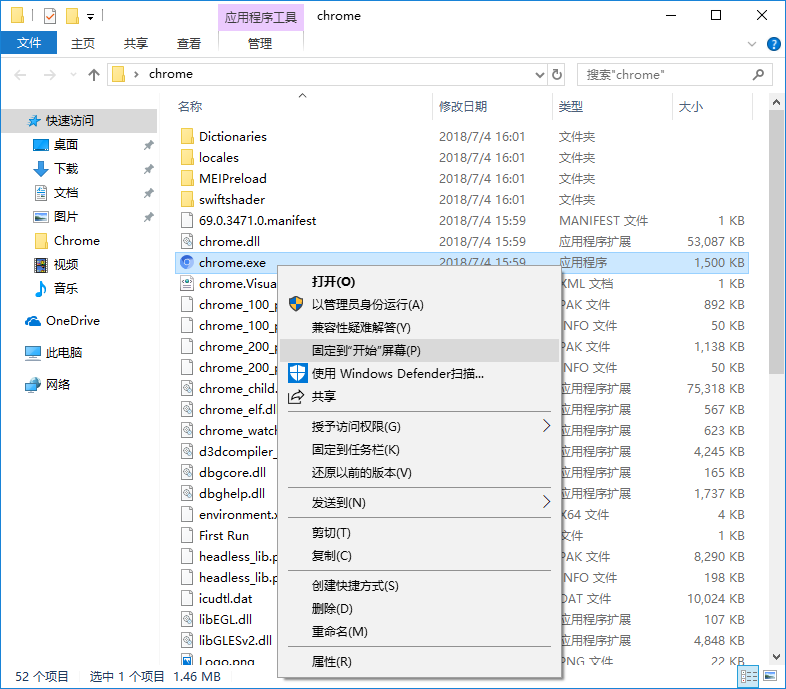 应用程序工具 chrome
文件 主页 共享 查看 管理
chrome 搜索"chrome"
名称 修改日期 类型 大小
快速访问
桌面
下载
文档
图片
Chrome
视频
音乐
OneDrive
此电脑
网络
Dictionaries 2018/7/4 16:01 文件夹
locales 2018/7/4 16:01 文件夹
MEIPreload 2018/7/4 16:01 文件夹
swiftshader 2018/7/4 16:01 文件夹
69.0.3471.0.manifest 2018/7/4 15:59 MANIFEST 文件 1 KB
chrome.dll 2018/7/4 15:59 应用程序扩展 53,087 KB
chrome.exe 2018/7/4 15:59 应用程序 1,500 KB
chrome.Visua XML 文档 1 KB
chrome_100_p PAK 文件 892 KB
chrome_100_p INFO 文件 50 KB
chrome_200_p PAK 文件 1,138 KB
chrome_200_p INFO 文件 50 KB
chrome_child. 应用程序扩展 75,318 KB
chrome_elf.dl 应用程序扩展 567 KB
chrome_watch 应用程序扩展 623 KB
d3dcompiler_ 应用程序扩展 4,245 KB
dbgcore.dll 应用程序扩展 165 KB
dbghelp.dll 应用程序扩展 1,737 KB
environment.x X64 文件 4 KB
First Run 文件 1 KB
headless_lib.p PAK 文件 8,290 KB
headless_lib.p INFO 文件 198 KB
icudtl.dat DAT 文件 10,024 KB
libEGL.dll 应用程序扩展 107 KB
libGLESv2.dll 应用程序扩展 4,848 KB
Logo.png PNG 文件 22 KB
打开(O)
以管理员身份运行(A)
兼容性疑难解答(Y)
固定到"开始"屏幕(P)
使用 Windows Defender扫描...
共享
授予访问权限(G)
固定到任务栏(K)
还原以前的版本(V)
发送到(N)
剪切(T)
复制(C)
创建快捷方式(S)
删除(D)
重命名(M)
属性(R)
52 个项目 选中 1 个项目 1.46 MB